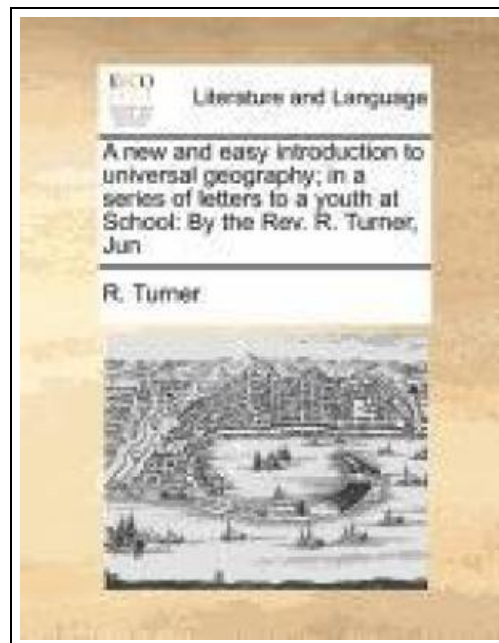 ECCO
Literature and Language
A new and easy introduction to
universal geography; in a
series of letters to a youth at
School: By the Rev. R. Turner,
Jun
R. Turner